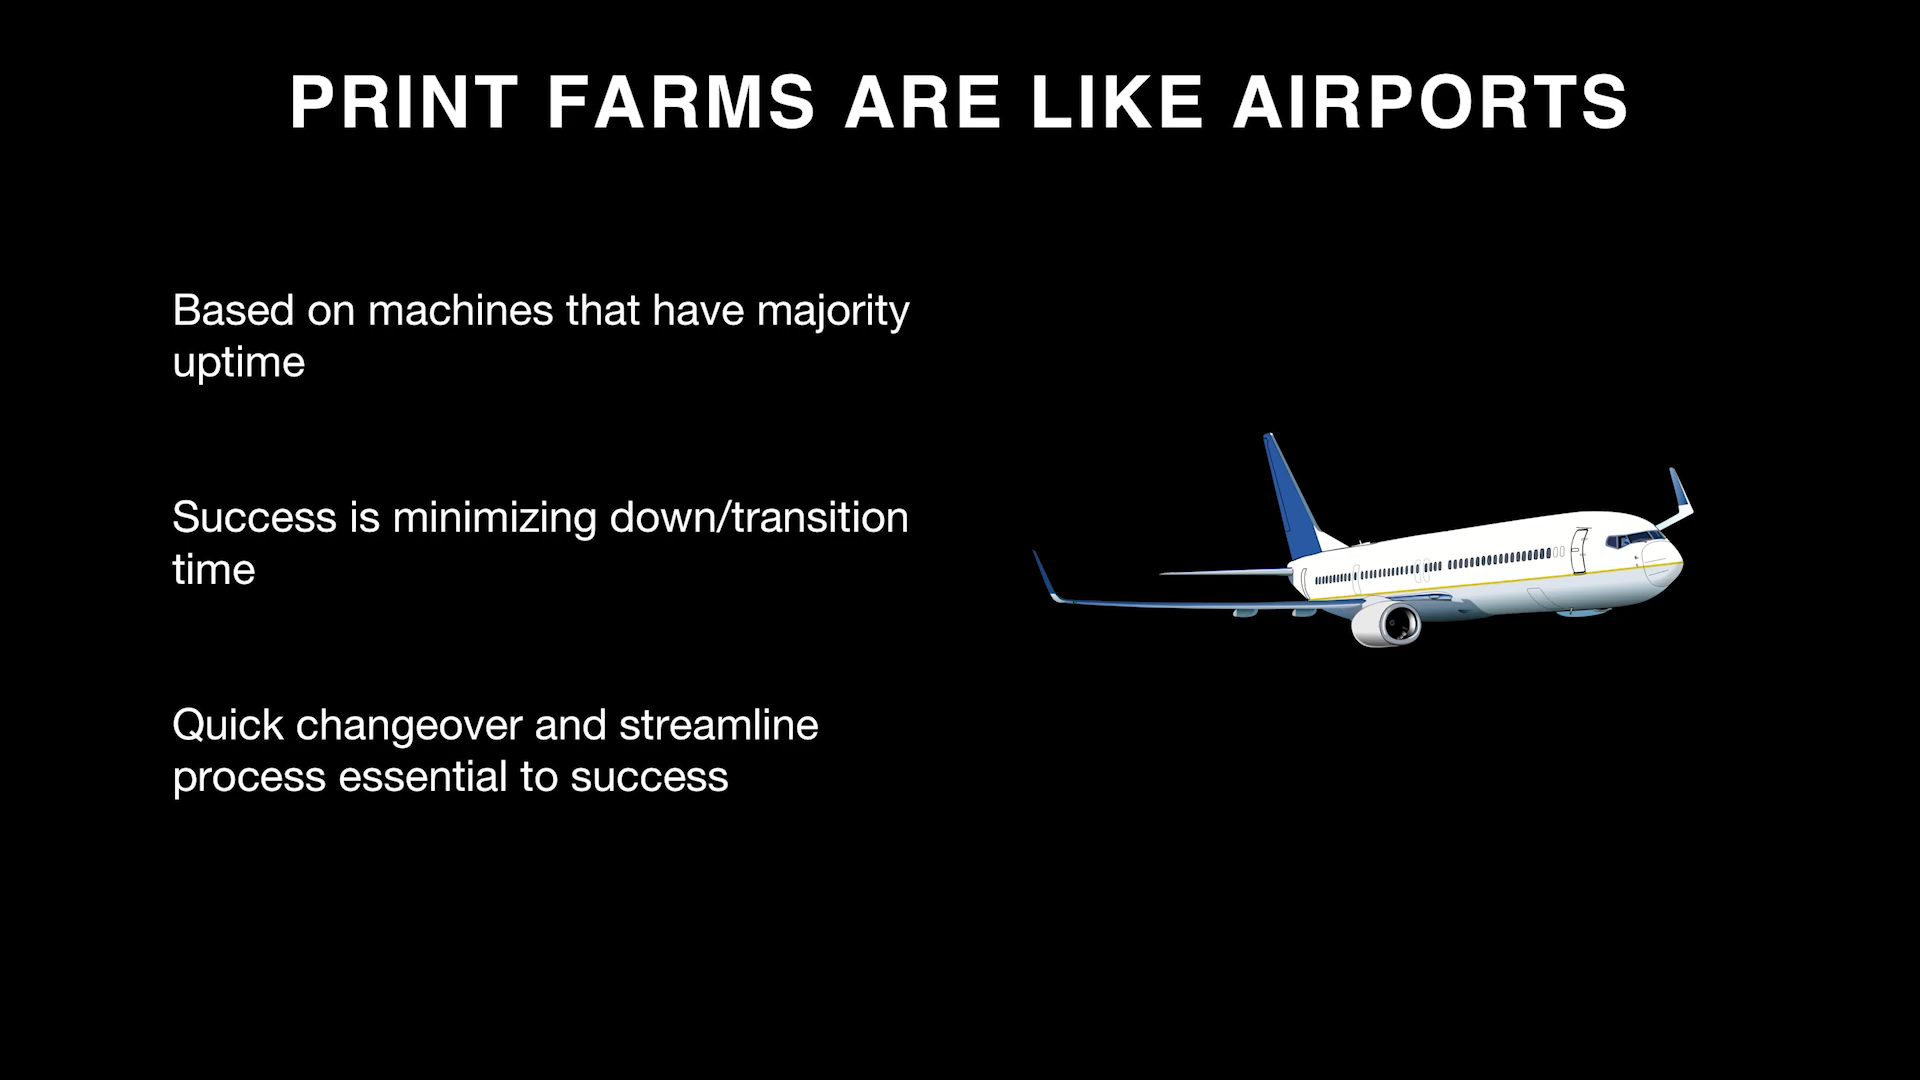 PRINT FARMS ARE LIKE AIRPORTS
Based on machines that have majority
uptime
Success is minimizing down/transition
time
Quick changeover and streamline
process essential to success